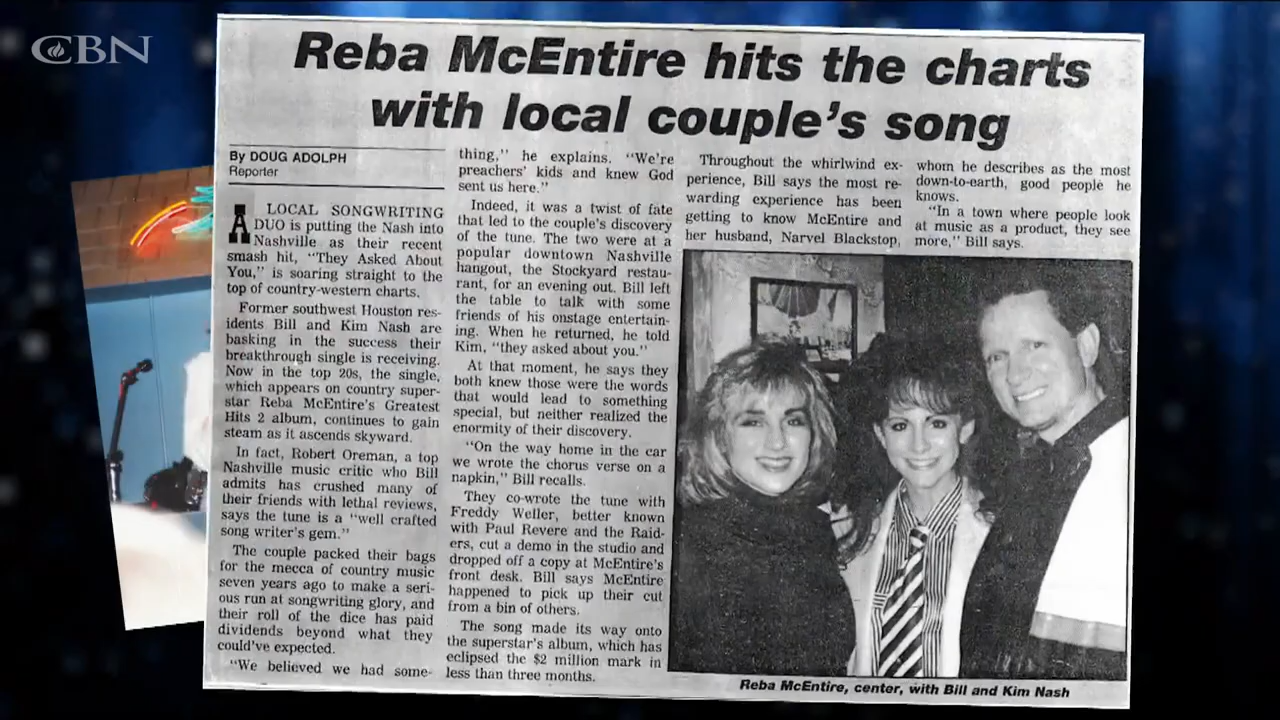 CBN
Reba McEntire hits the charts
with local couple's song
By DOUG ADOLPH
Reporter
A LOCAL SONGWRITING
DUO is putting the Nash into
Nashville as their recent
smash hit, "They Asked About
You," is soaring straight to the
top of country-western charts.
Former southwest Houston res-
idents Bill and Kim Nash are
basking in the success their
breakthrough single is receiving.
Now in the top 20s, the single,
which appears on country super-
star Reba McEntire's Greatest
Hits 2 album, continues to gain
steam as it ascends skyward.
In fact, Robert Oreman, a top
Nashville music critic who Bill
admits has crushed many of
their friends with lethal reviews,
says the tune is a "well crafted
song writer's gem."
The couple packed their bags
for the mecca of country music
seven years ago to make a seri-
ous run at songwriting glory, and
their roll of the dice has paid
dividends beyond what they
could've expected.
"We believed we had some-
thing," he explains. "We're
preachers' kids and knew God
sent us here."
Indeed, it was a twist of fate
that led to the couple's discovery
of the tune. The two were at a
popular downtown Nashville
hangout, the Stockyard restau-
rant, for an evening out. Bill left
the table to talk with some
friends of his onstage entertain-
ing. When he returned, he told
Kim, "they asked about you."
At that moment, he says they
both knew those were the words
that would lead to something
special, but neither realized the
enormity of their discovery.
"On the way home in the car
we wrote the chorus verse on a
napkin," Bill recalls.
They co-wrote the tune with
Freddy Weller, better known
with Paul Revere and the Raid-
ers, cut a demo in the studio and
dropped off a copy at McEntire's
front desk. Bill says McEntire
happened to pick up their cut
from a bin of others.
The song made its way onto
the superstar's album, which has
eclipsed the $2 million mark in
less than three months.
Throughout the whirlwind ex-
perience, Bill says the most re-
warding experience has been
getting to know McEntire and
her husband, Narvel Blackstop,
whom he describes as the most
down-to-earth, good people he
knows.
"In a town where people look
at music as a product, they see
more," Bill says.
Reba McEntire, center, with Bill and Kim Nash